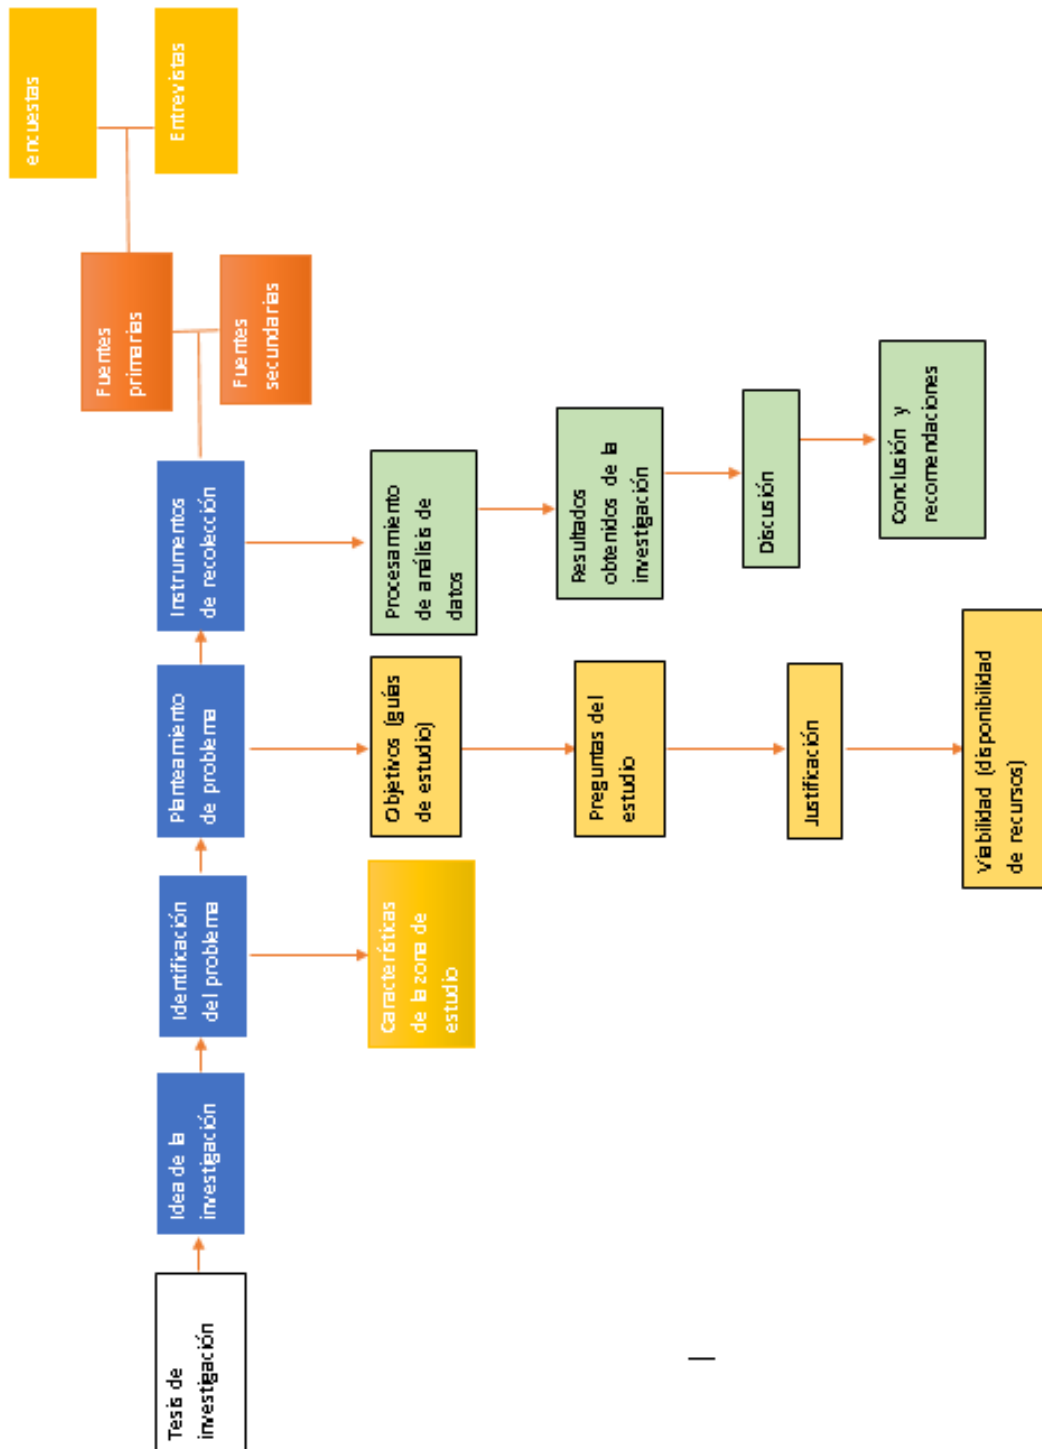 Tesis de
investigación
Idea de la
investigación
Identificación
del problema
Planteamiento
de problema
Instrumentos
de recolección
Fuentes
primarias
Fuentes
secundarias
encuestas
Entrevistas
Características
de la zona de
estudio
Objetivos (guías
de estudio)
Preguntas del
estudio
Justificación
Viabilidad (disponibilidad
de recursos)
Procesamiento
de análisis de
datos
Resultados
obtenidos de la
investigación
Discusión
Conclusión y
recomendaciones